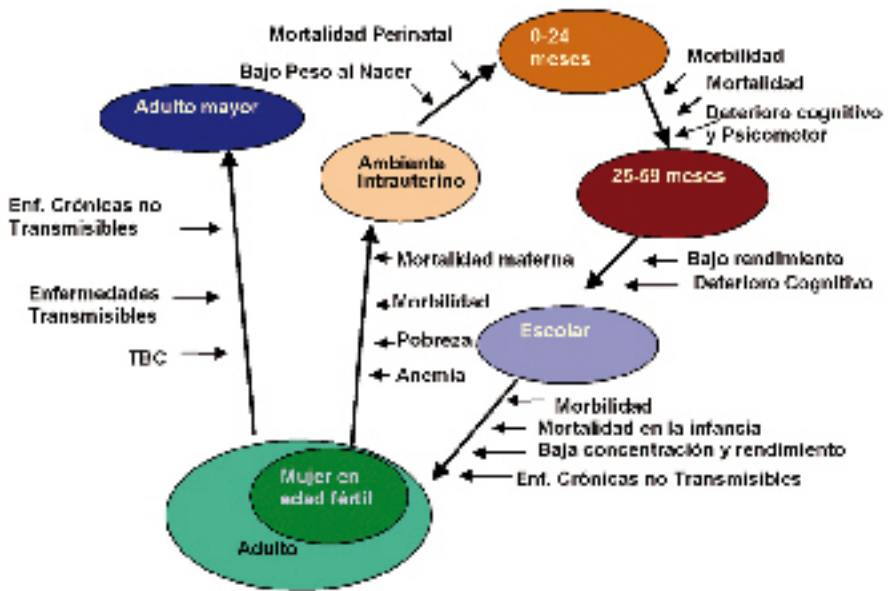 Mortalidad Perinatal
Bajo Peso al Nacer
0-24
meses
Morbilidad
Mortalidad
Deterioro cognitivo
y Psicomotor
Adulto mayor
Ambiente
Intrauterino
25-59 meses
Enf. Crónicas no
Transmisibles
Mortalidad materna
Bajo rendimiento
Deterioro Cognitivo
Enfermedades
Transmisibles
Morbilidad
Escolar
TBC
Pobreza
Anemia
Morbilidad
Mortalidad en la infancia
Baja concentración y rendimiento
Enf. Crónicas no Transmisibles
Mujer en
edad fértil
Adulto